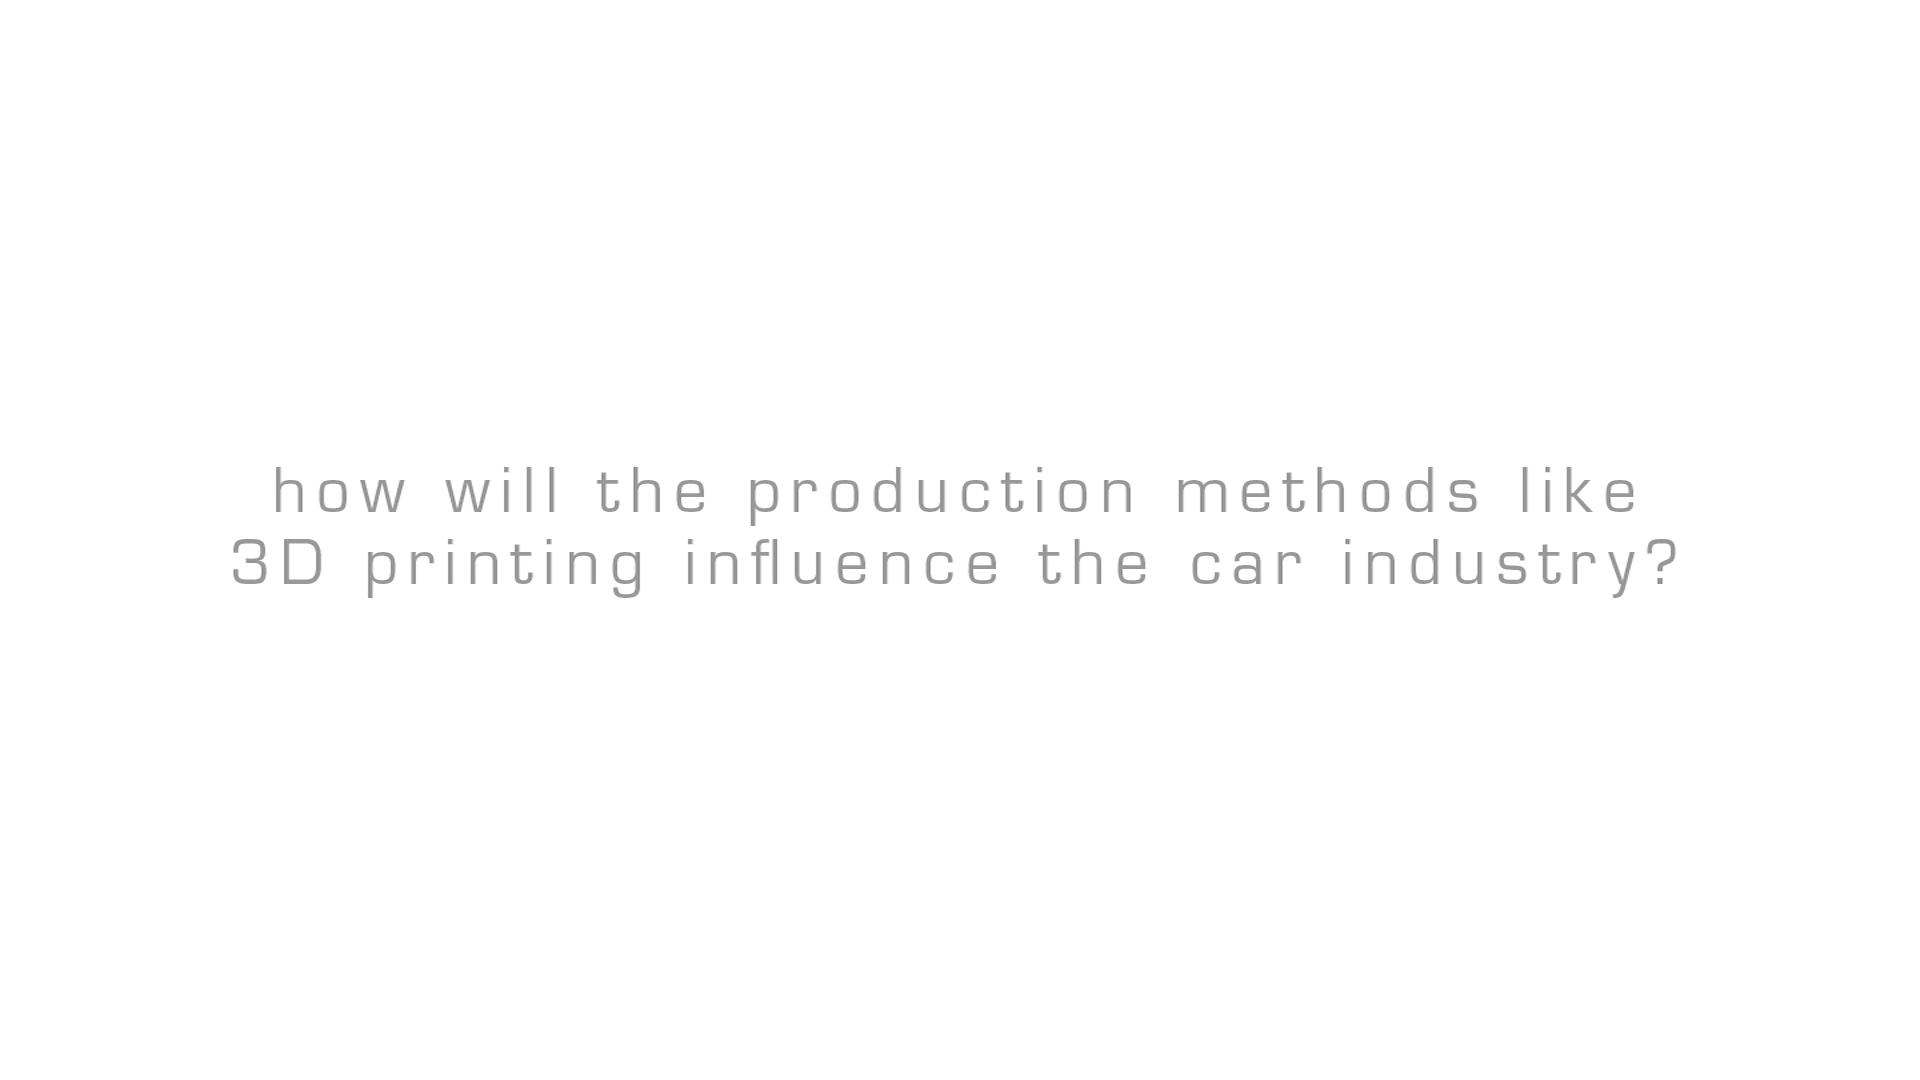 how will the production methods like
3D printing influence the car industry?